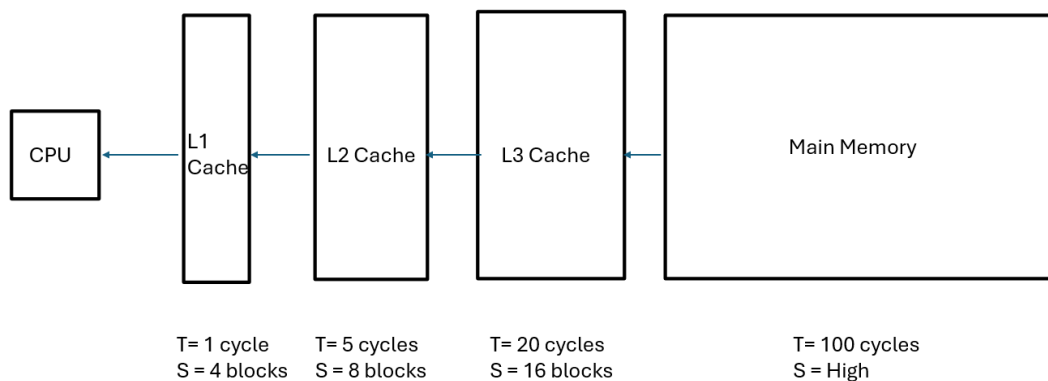 CPU
L1
Cache
L2 Cache
L3 Cache
Main Memory
T= 1 cycle
S = 4 blocks
T= 5 cycles
S = 8 blocks
T= 20 cycles
S = 16 blocks
T= 100 cycles
S = High